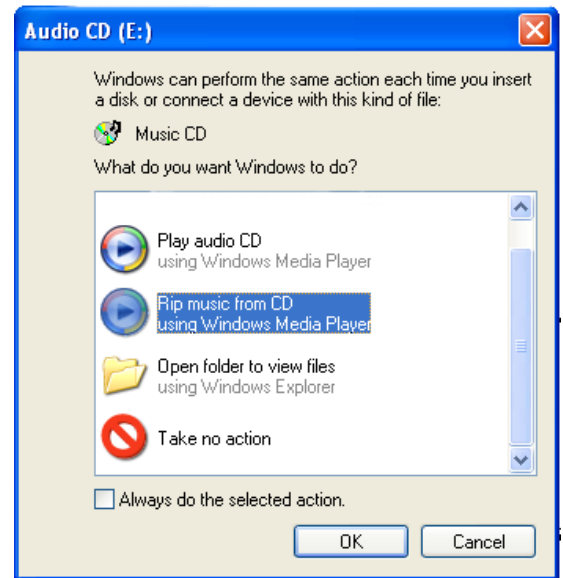 Audio CD (E:)
Windows can perform the same action each time you insert
a disk or connect a device with this kind of file:
Music CD
What do you want Windows to do?
Play audio CD
using Windows Media Player
Rip music from CD
using Windows Media Player
Open folder to view files
using Windows Explorer
Take no action
Always do the selected action.
OK
Cancel